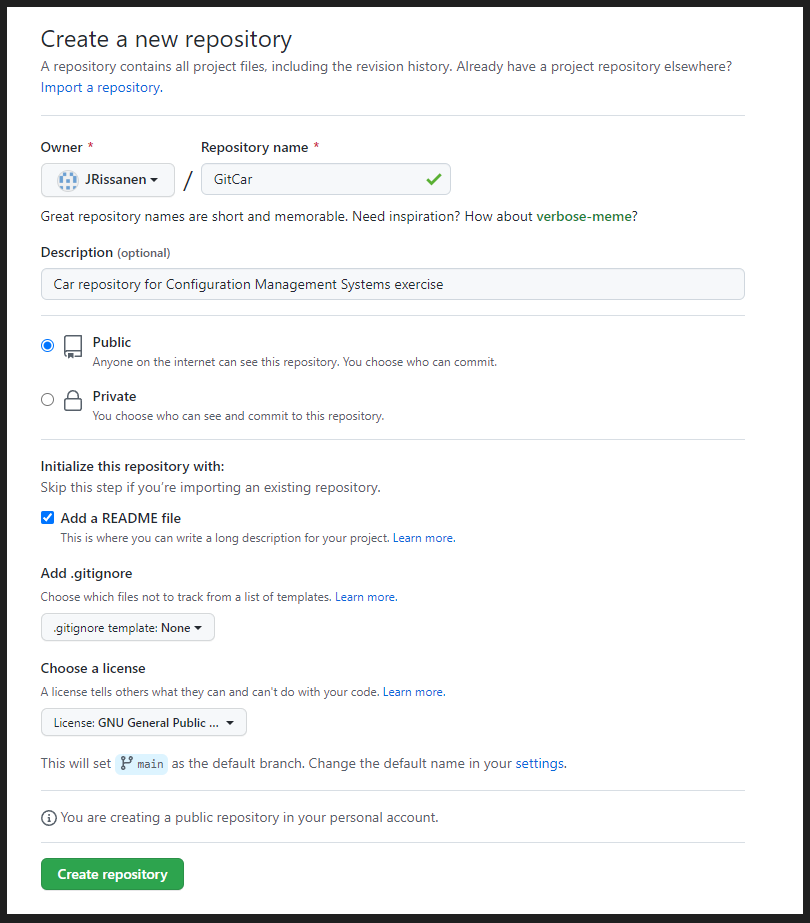 Create a new repository
A repository contains all project files, including the revision history. Already have a project repository elsewhere?
Import a repository.
Owner * Repository name *
JRissanen / GitCar
Great repository names are short and memorable. Need inspiration? How about verbose-meme?
Description (optional)
Car repository for Configuration Management Systems exercise
Public
Anyone on the internet can see this repository. You choose who can commit.
Private
You choose who can see and commit to this repository.
Initialize this repository with:
Skip this step if you’re importing an existing repository.
Add a README file
This is where you can write a long description for your project. Learn more.
Add .gitignore
Choose which files not to track from a list of templates. Learn more.
.gitignore template: None
Choose a license
A license tells others what they can and can't do with your code. Learn more.
License: GNU General Public ...
This will set main as the default branch. Change the default name in your settings.
You are creating a public repository in your personal account.
Create repository